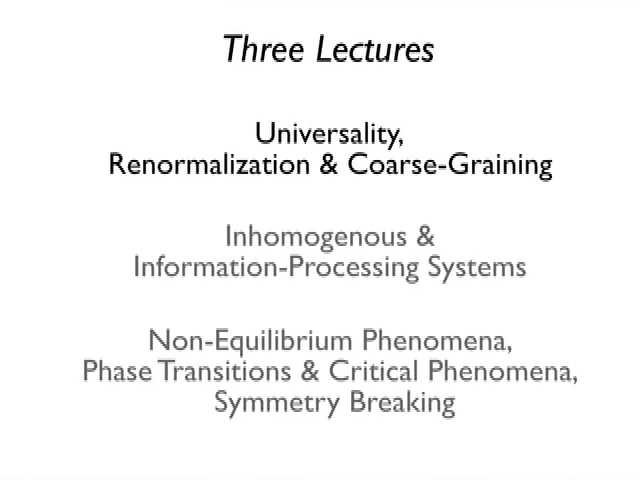 Three Lectures
Universality,
Renormalization & Coarse-Graining
Inhomogenous &
Information-Processing Systems
Non-Equilibrium Phenomena,
Phase Transitions & Critical Phenomena,
Symmetry Breaking